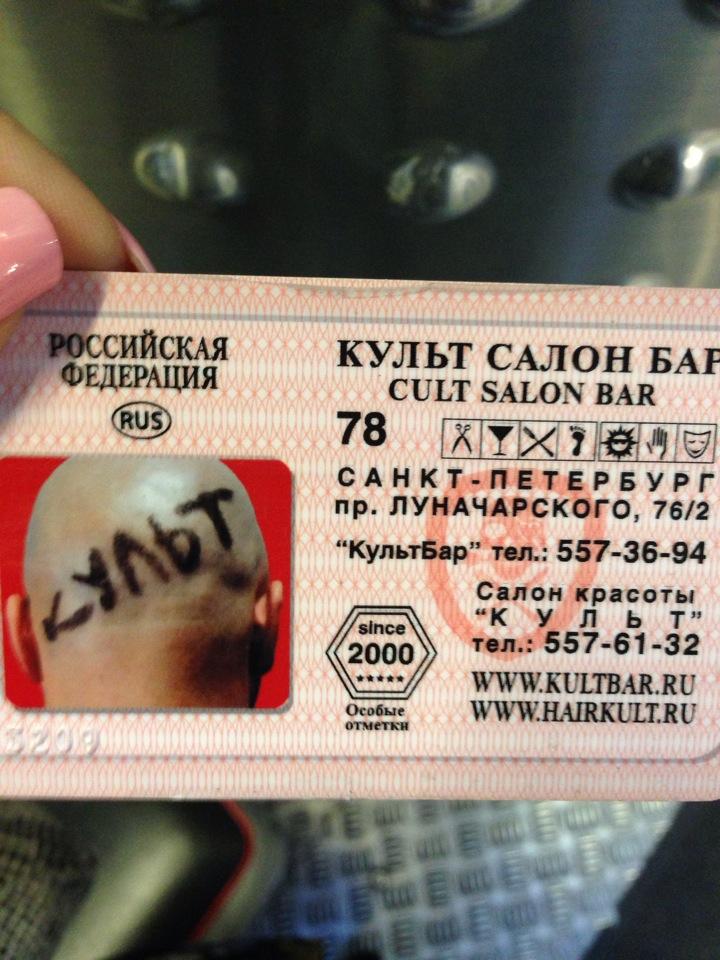 РОССИЙСКАЯ
ФЕДЕРАЦИЯ
RUS
КУЛЬТ
3209
КУЛЬТ САЛОН БАР
CULT SALON BAR
78
САНКТ-ПЕТЕРБУРГ
пр. ЛУНАЧАРСКОГО, 76/2
"КультБар" тел.: 557-36-94
Салон красоты
"КУЛЬТ"
тел.: 557-61-32
since
2000
Особые
отметки
WWW.KULTBAR.RU
WWW.HAIRKULT.RU